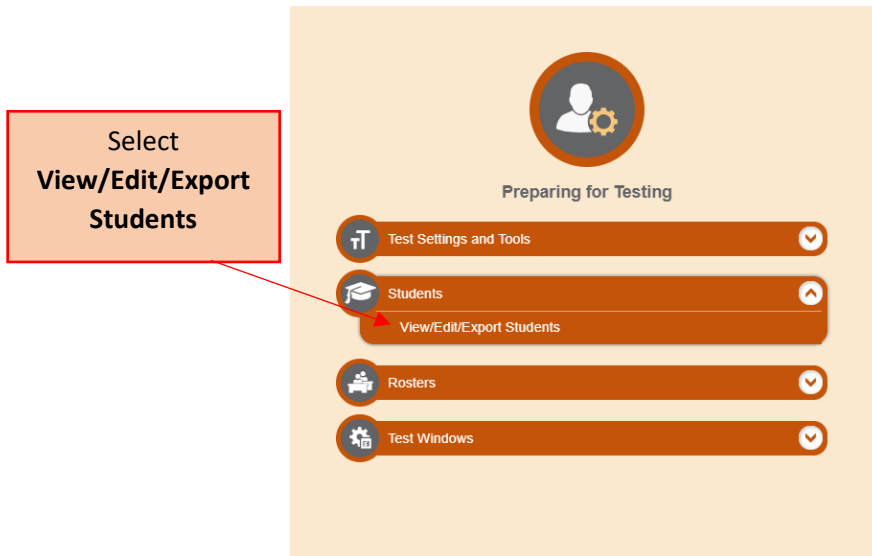 Select
View/Edit/Export
Students
Preparing for Testing
Test Settings and Tools
Students
View/Edit/Export Students
Rosters
Test Windows